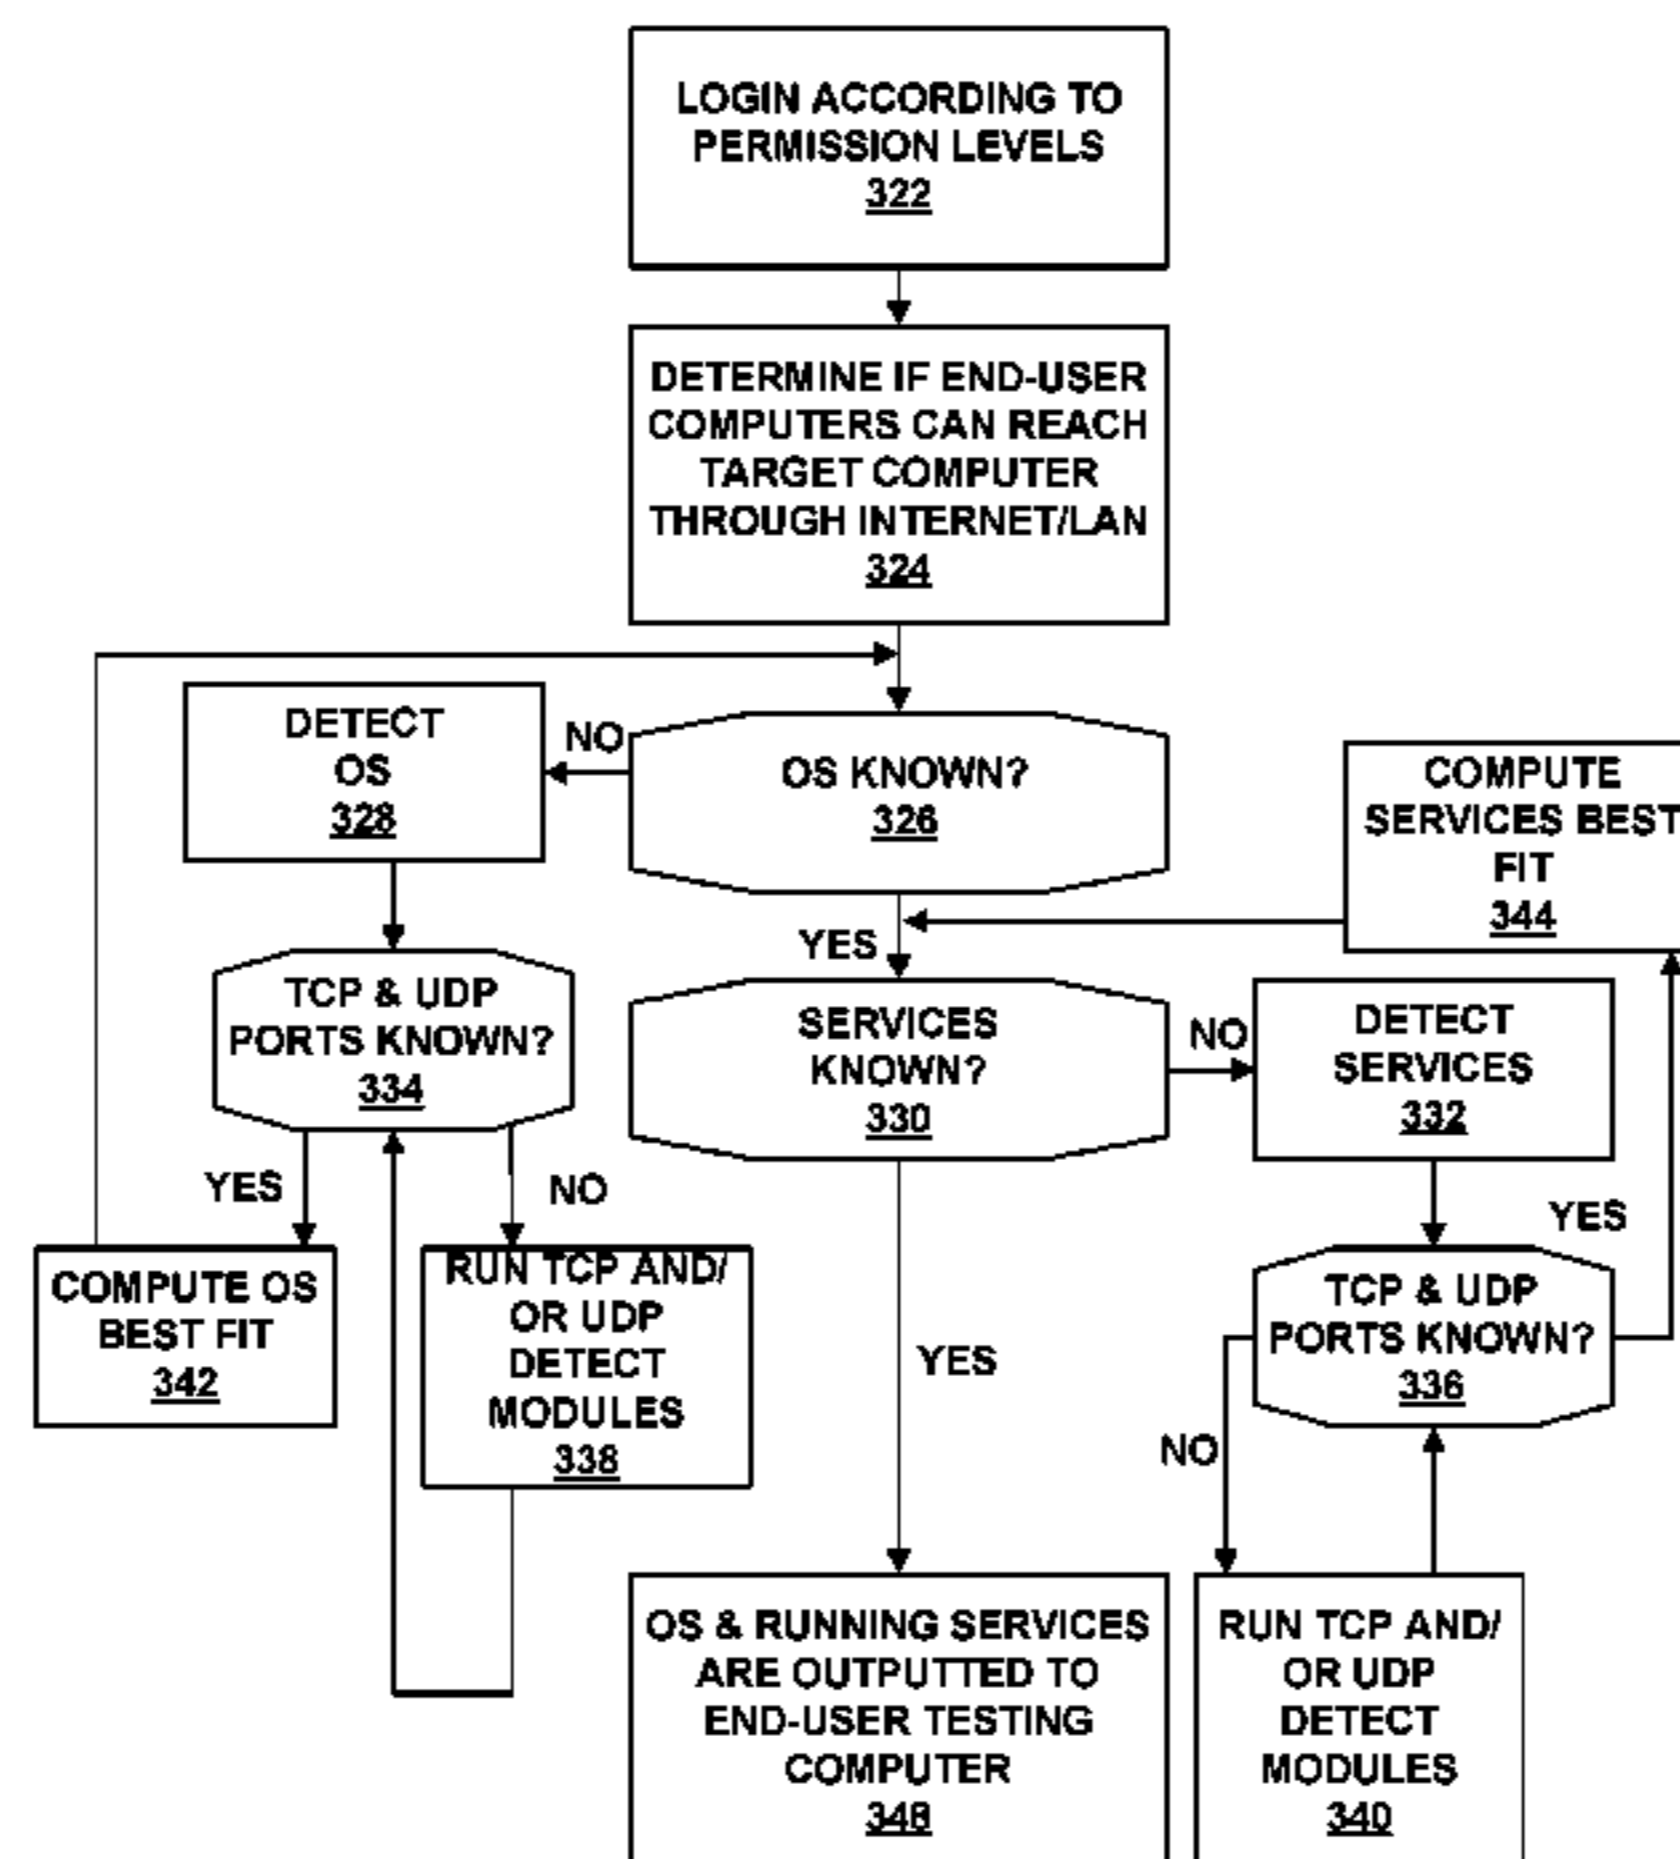 LOGIN ACCORDING TO
PERMISSION LEVELS
322
DETERMINE IF END-USER
COMPUTERS CAN REACH
TARGET COMPUTER
THROUGH INTERNET/LAN
324
DETECT
OS
328
NO
OS KNOWN?
326
COMPUTE
SERVICES BEST
FIT
344
YES
TCP & UDP
PORTS KNOWN?
334
SERVICES
KNOWN?
330
NO
DETECT
SERVICES
332
YES
NO
YES
COMPUTE OS
BEST FIT
342
RUN TCP AND/
OR UDP
DETECT
MODULES
338
YES
TCP & UDP
PORTS KNOWN?
336
NO
OS & RUNNING SERVICES
ARE OUTPUTTED TO
END-USER TESTING
COMPUTER
346
RUN TCP AND/
OR UDP
DETECT
MODULES
340